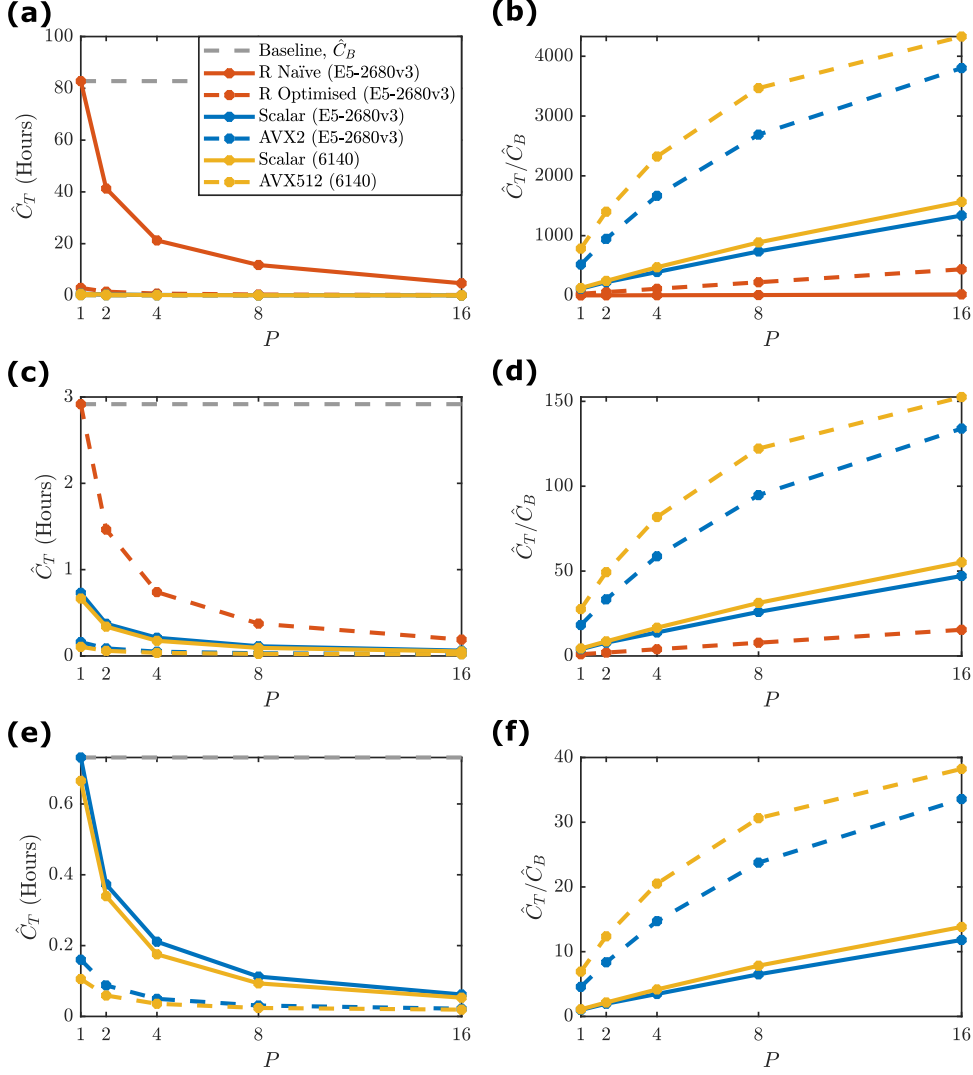 (a)
100
80
60
40
20
0
Ĉ_T (Hours)
1 2 4 8 16
P
Baseline, Ĉ_B
R Naïve (E5-2680v3)
R Optimised (E5-2680v3)
Scalar (E5-2680v3)
AVX2 (E5-2680v3)
Scalar (6140)
AVX512 (6140)
(b)
4000
3000
2000
1000
0
Ĉ_T/Ĉ_B
1 2 4 8 16
P
(c)
3
2
1
0
Ĉ_T (Hours)
1 2 4 8 16
P
(d)
150
100
50
0
Ĉ_T/Ĉ_B
1 2 4 8 16
P
(e)
0.6
0.4
0.2
0
Ĉ_T (Hours)
1 2 4 8 16
P
(f)
40
30
20
10
0
Ĉ_T/Ĉ_B
1 2 4 8 16
P